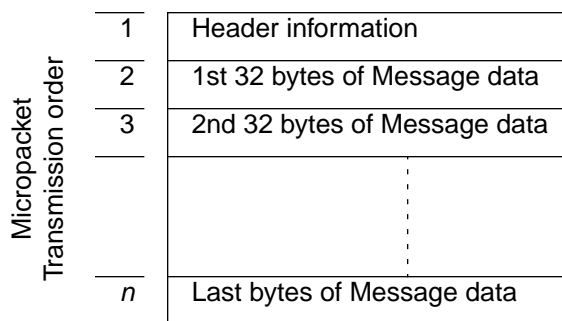 Micropacket
Transmission order
1 Header information
2 1st 32 bytes of Message data
3 2nd 32 bytes of Message data
n Last bytes of Message data